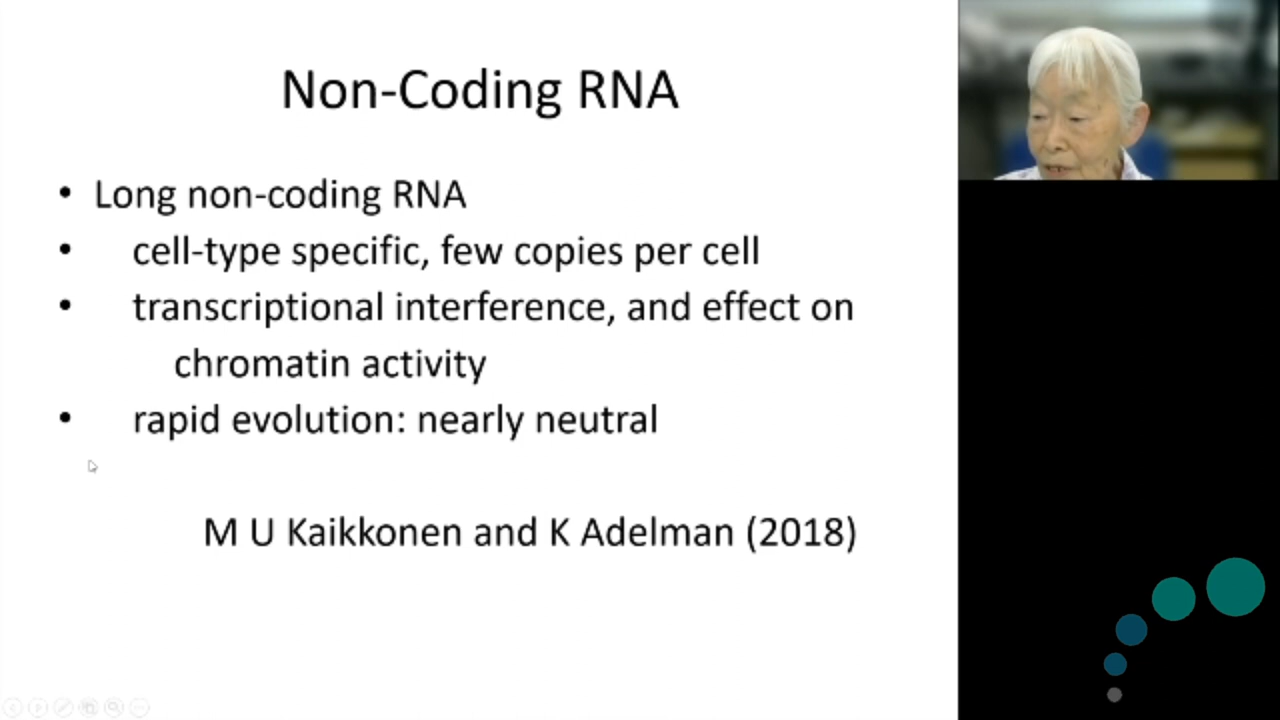 Non-Coding RNA
• Long non-coding RNA
• cell-type specific, few copies per cell
• transcriptional interference, and effect on
chromatin activity
• rapid evolution: nearly neutral
M U Kaikkonen and K Adelman (2018)